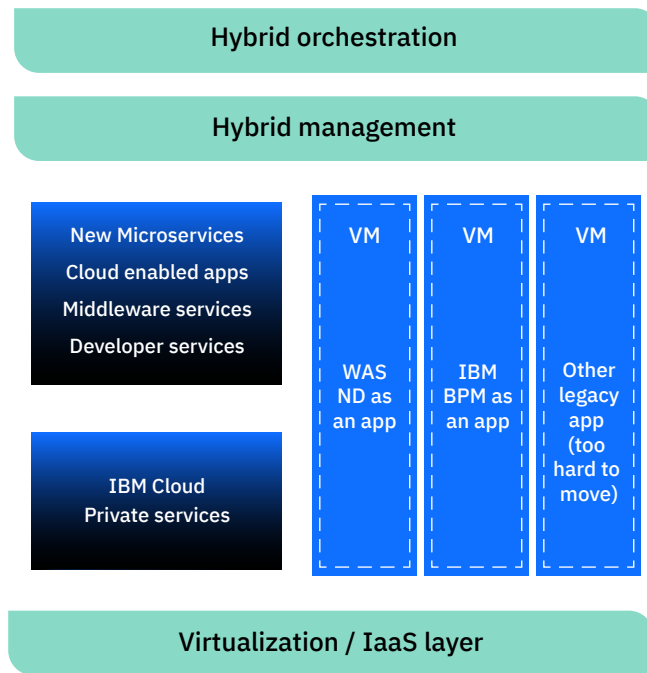 Hybrid orchestration
Hybrid management
New Microservices
Cloud enabled apps
Middleware services
Developer services
IBM Cloud
Private services
VM
WAS
ND as
an app
VM
IBM
BPM as
an app
VM
Other
legacy
app
(too
hard to
move)
Virtualization / IaaS layer